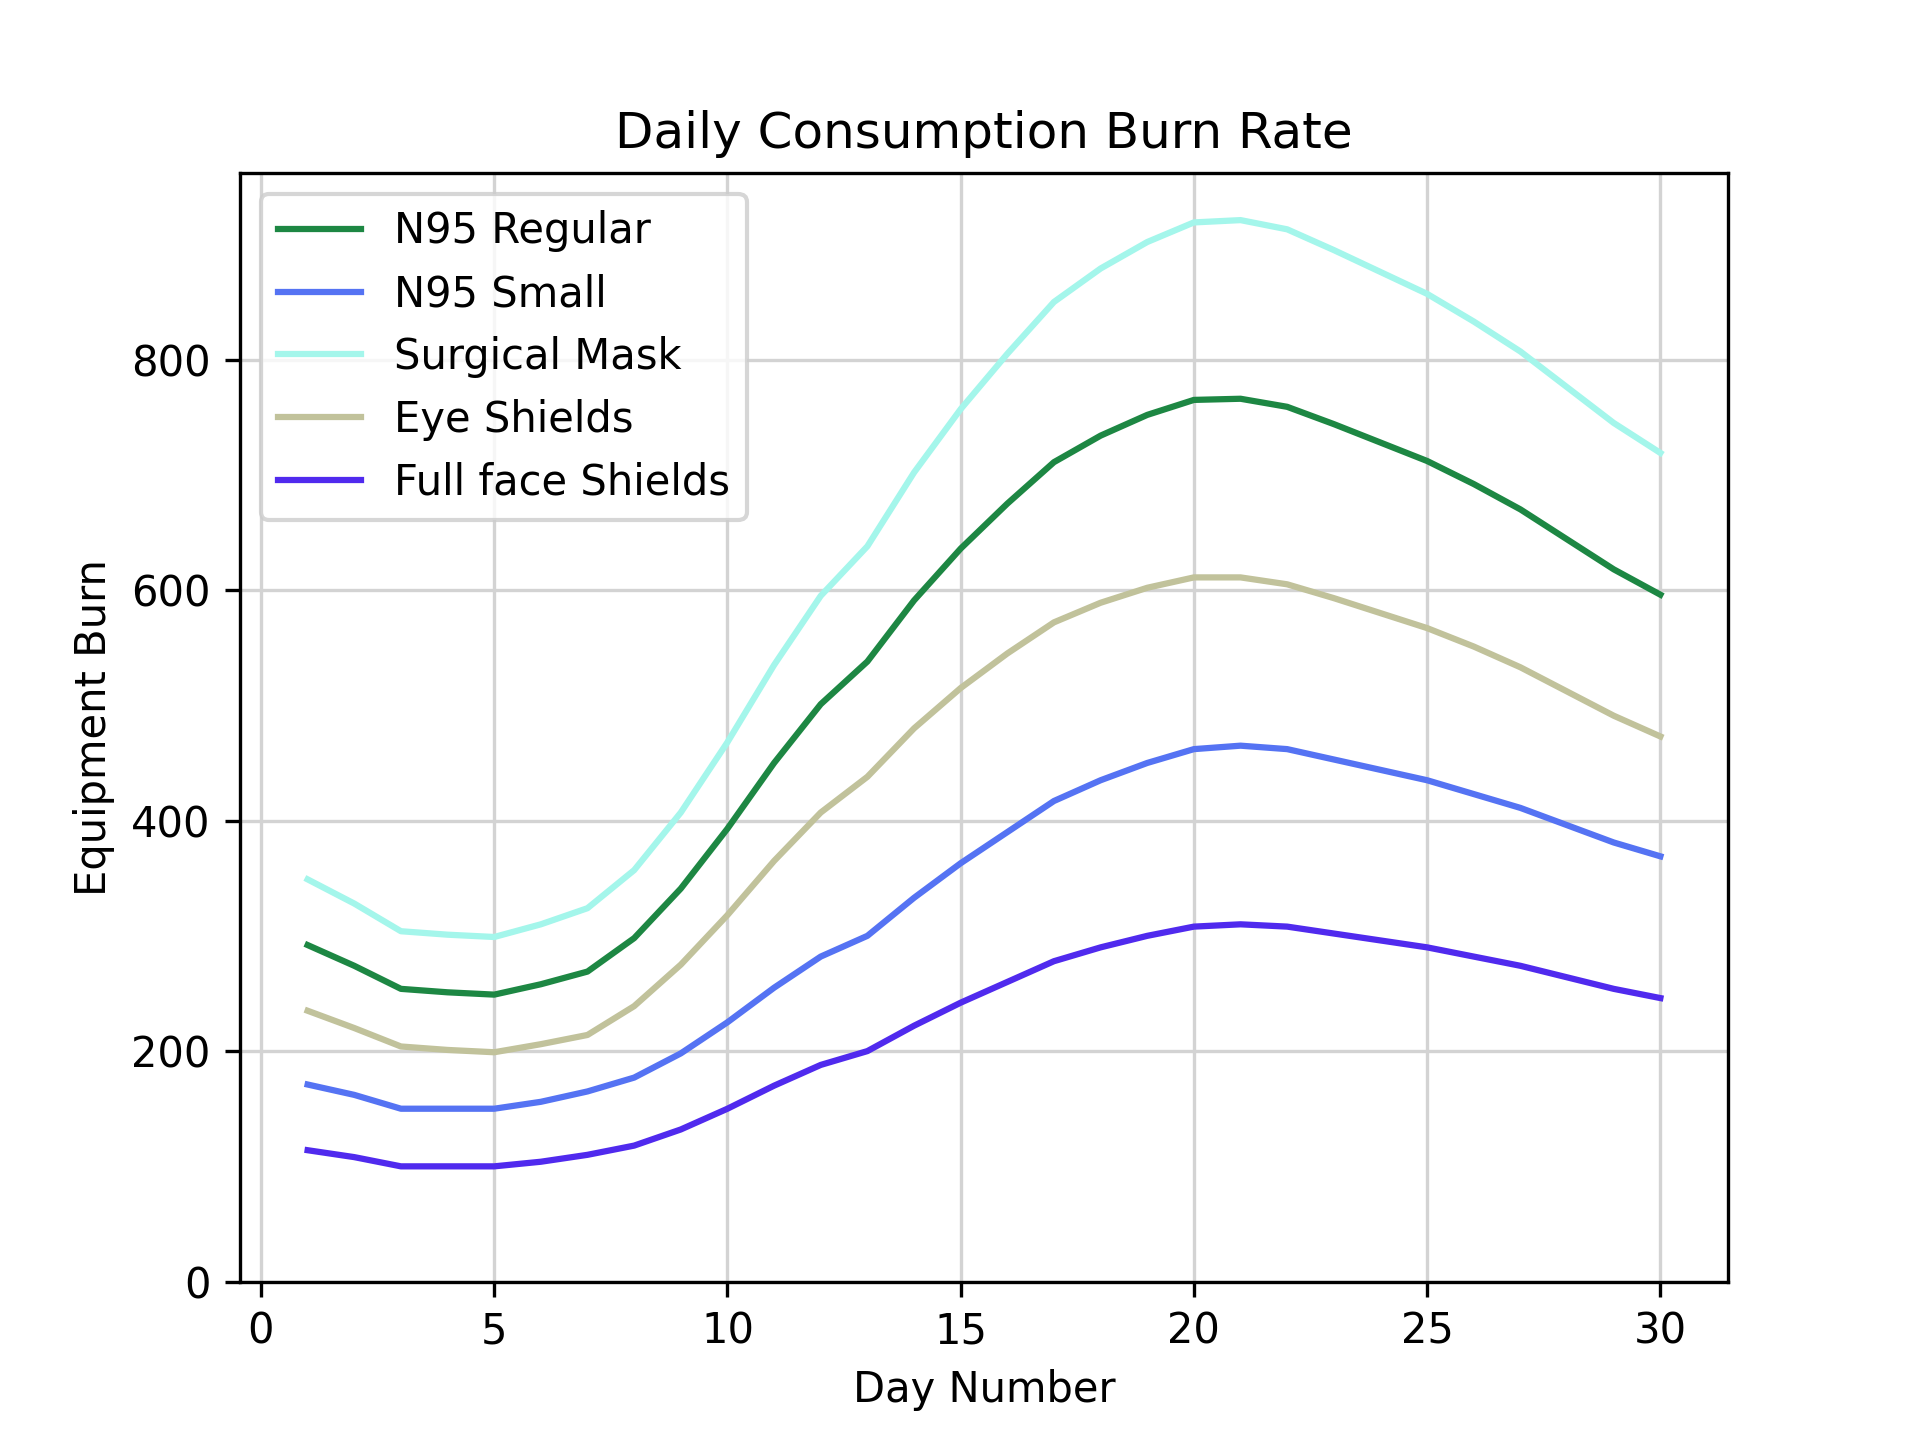 Daily Consumption Burn Rate
N95 Regular
N95 Small
Surgical Mask
Eye Shields
Full face Shields
Equipment Burn
800
600
400
200
0
0 5 10 15 20 25 30
Day Number